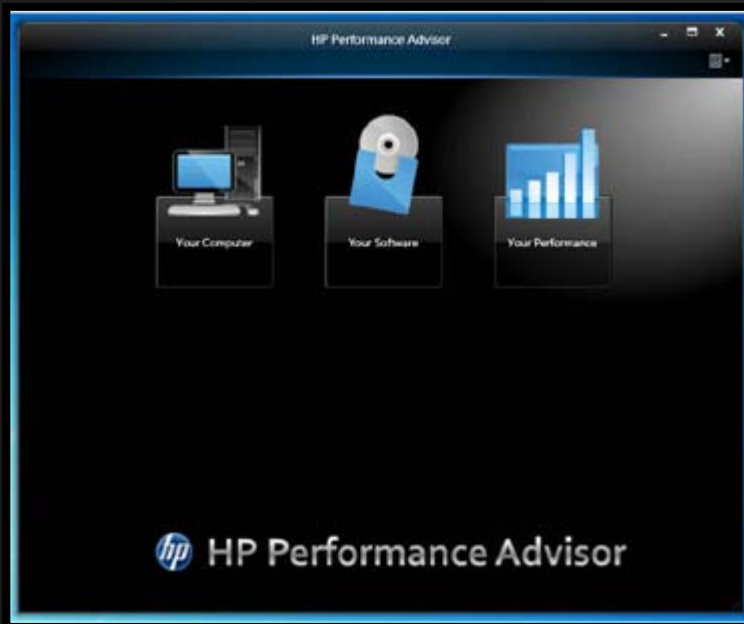 HP Performance Advisor
Your Computer
Your Software
Your Performance
hp HP Performance Advisor